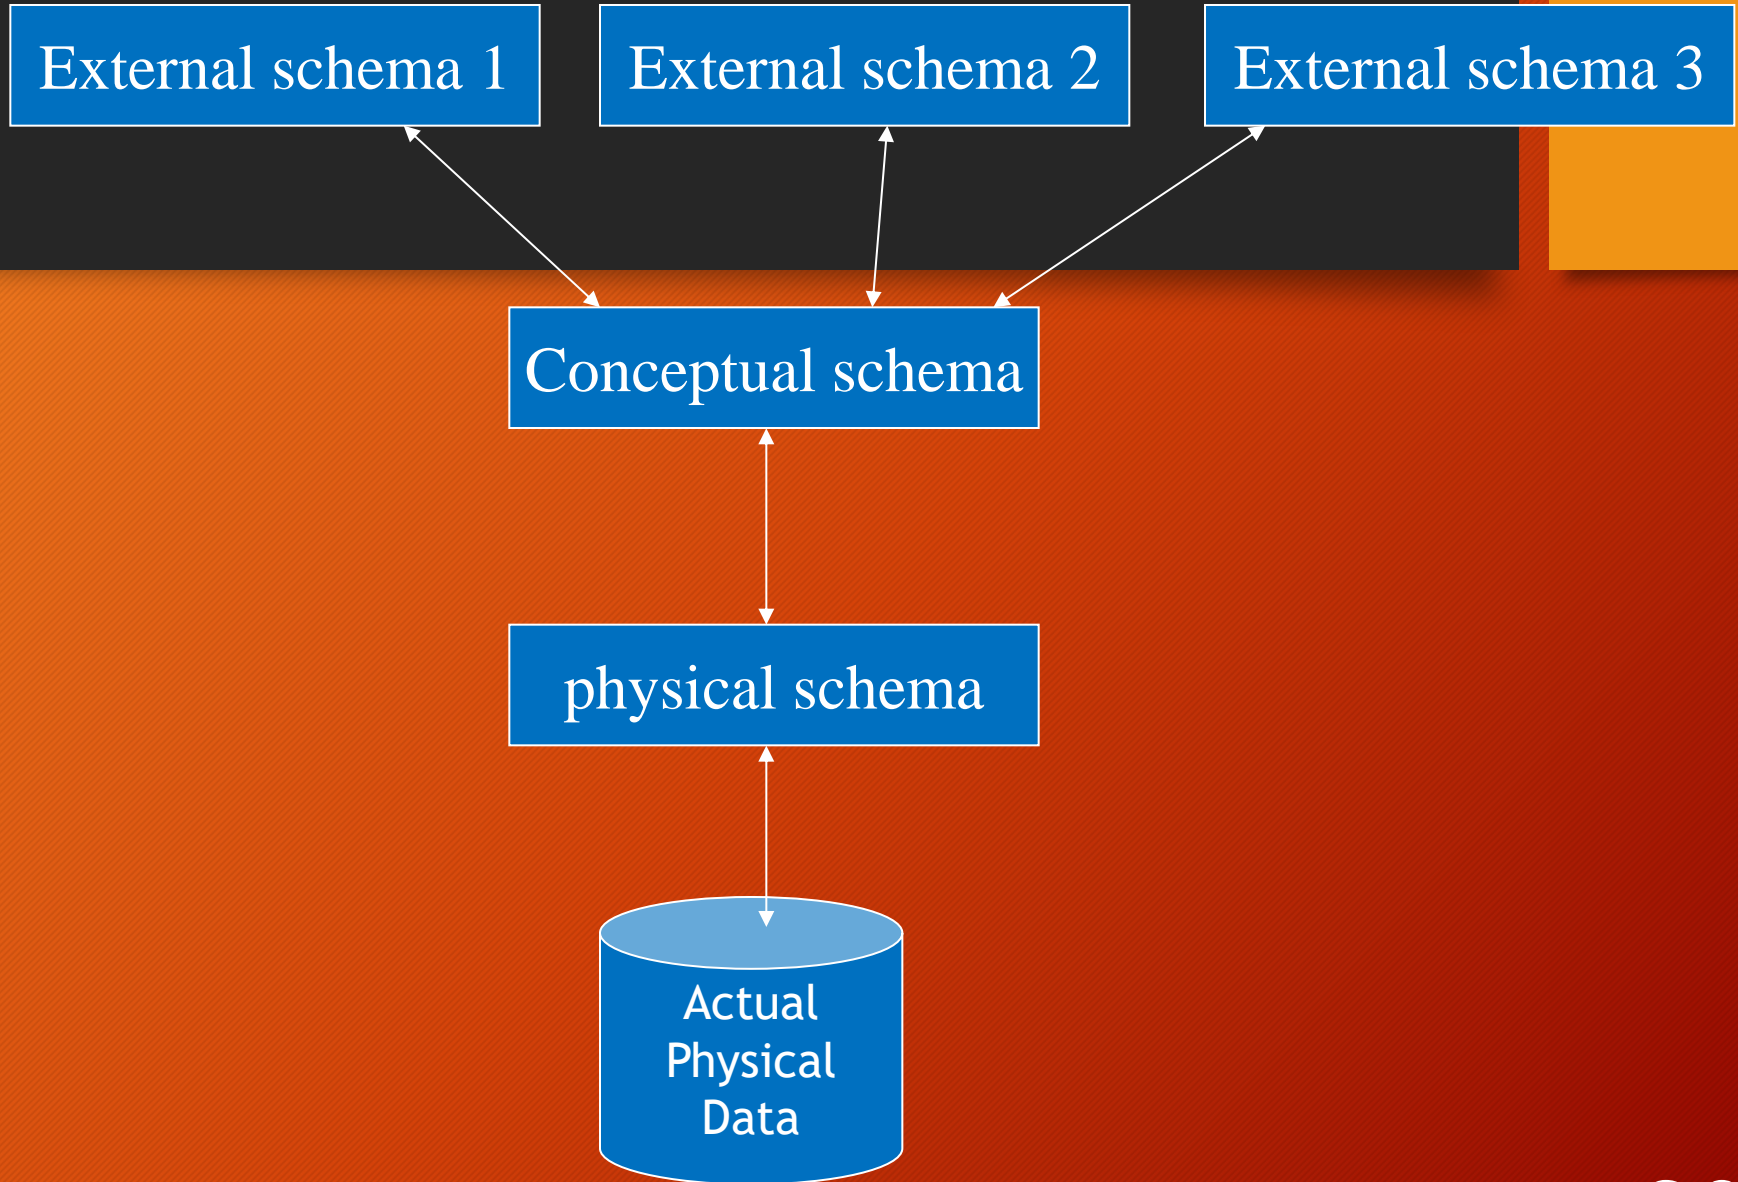 External schema 1
External schema 2
External schema 3
Conceptual schema
physical schema
Actual
Physical
Data